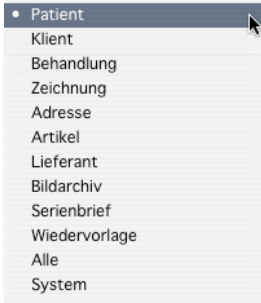 Patient
Klient
Behandlung
Zeichnung
Adresse
Artikel
Lieferant
Bildarchiv
Serienbrief
Wiedervorlage
Alle
System